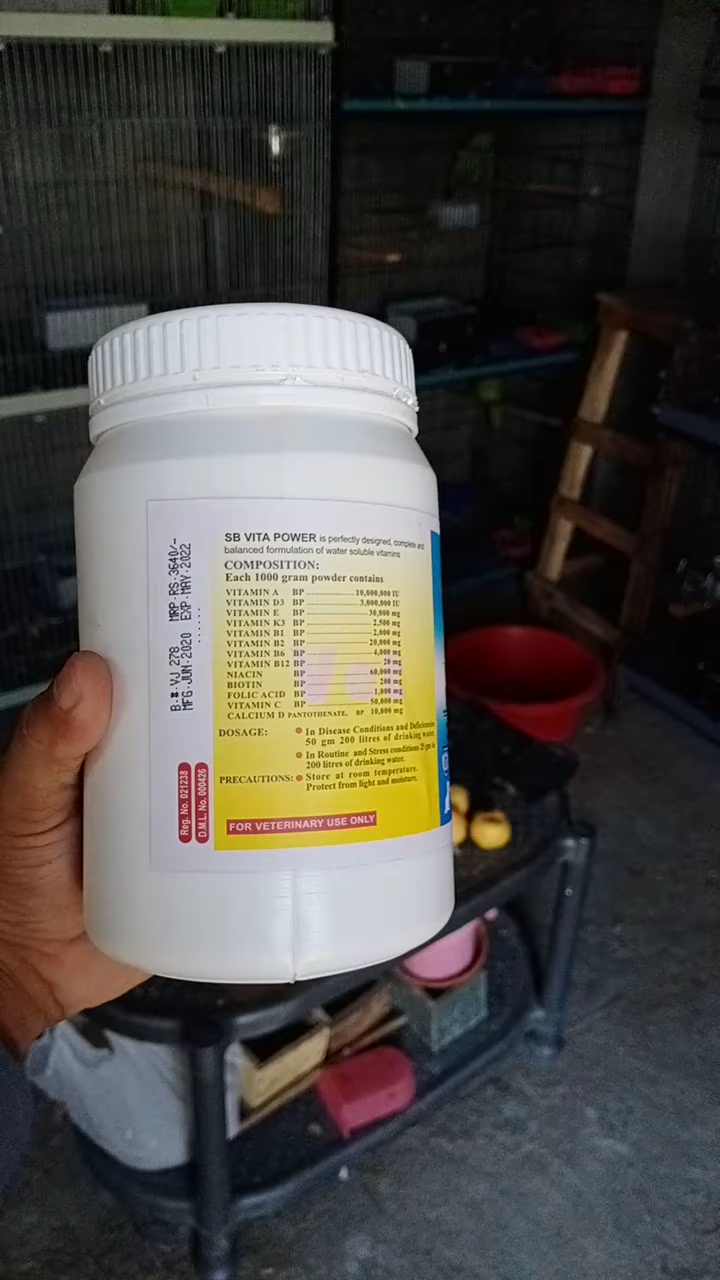 B.#.VJ 278 MRP.RS.3640/-
MFG.JUN.2020 EXP.MAY.2022
Reg. No. 021238
D.M.L. No. 000426
SB VITA POWER is perfectly designed, complete and
balanced formulation of water soluble vitamins
COMPOSITION:
Each 1000 gram powder contains
VITAMIN A BP ........................ 10,000,000 IU
VITAMIN D3 BP ........................ 3,000,000 IU
VITAMIN E BP ........................ 30,000 mg
VITAMIN K3 BP ........................ 2,500 mg
VITAMIN B1 BP ........................ 2,000 mg
VITAMIN B2 BP ........................ 20,000 mg
VITAMIN B6 BP ........................ 4,000 mg
VITAMIN B12 BP ........................ 20 mg
NIACIN BP ........................ 60,000 mg
BIOTIN BP ........................ 200 mg
FOLIC ACID BP ........................ 1,000 mg
VITAMIN C BP ........................ 50,000 mg
CALCIUM D PANTOTHENATE, BP 10,000 mg
DOSAGE: In Disease Conditions and Deficiencies
50 gm 200 litres of drinking water.
In Routine and Stress conditions 25 gm in
200 litres of drinking water.
PRECAUTIONS: Store at room temperature.
Protect from light and moisture.
FOR VETERINARY USE ONLY